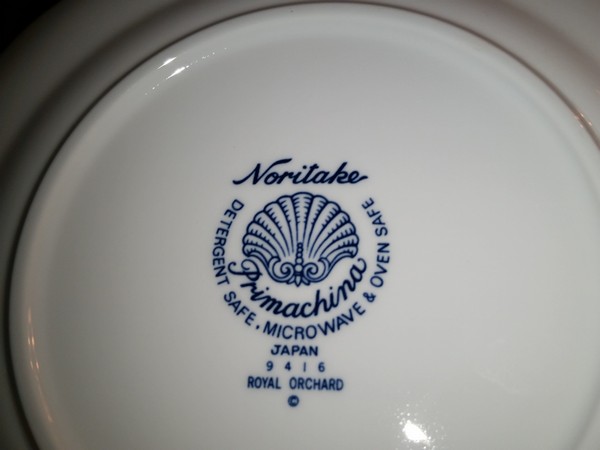 Noritake
DETERGENT SAFE. MICROWAVE & OVEN SAFE
Primachina
JAPAN
9416
ROYAL ORCHARD
©